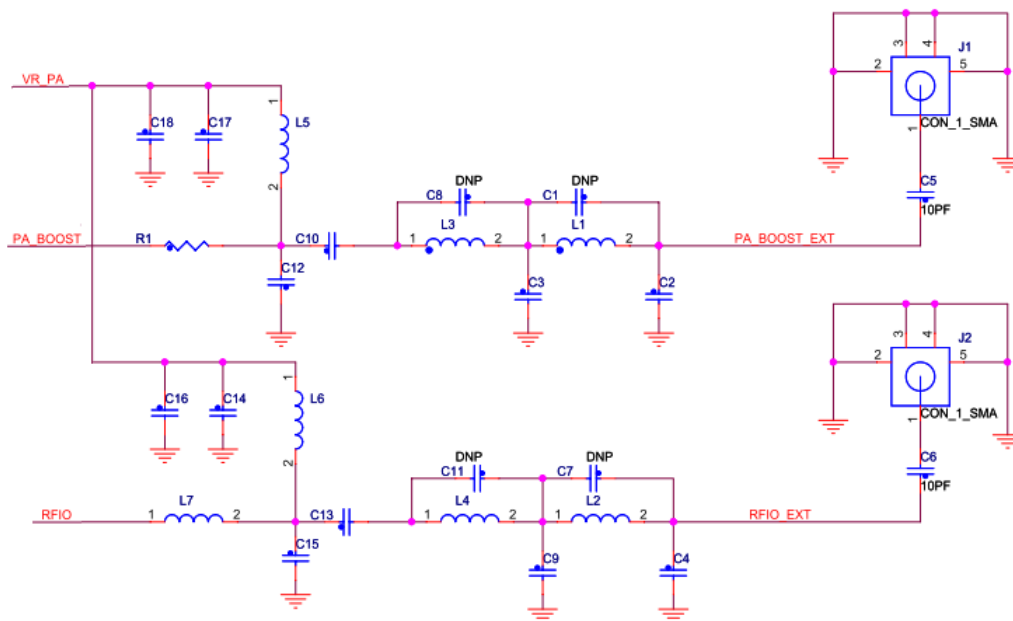 3
4
J1
VR_PA
2
5
1
C18
C17
L5
CON_1_SMA
1
2
DNP
DNP
C5
C8
C1
10PF
PA_BOOST
R1
C10
L3
L1
1
2
1
2
PA_BOOST_EXT
C12
C3
C2
3
4
J2
1
2
5
C16
C14
L6
CON_1_SMA
1
2
DNP
DNP
C11
C7
C6
10PF
RFIO
L7
C13
L4
L2
1
2
1
2
1
2
RFIO_EXT
C15
C9
C4